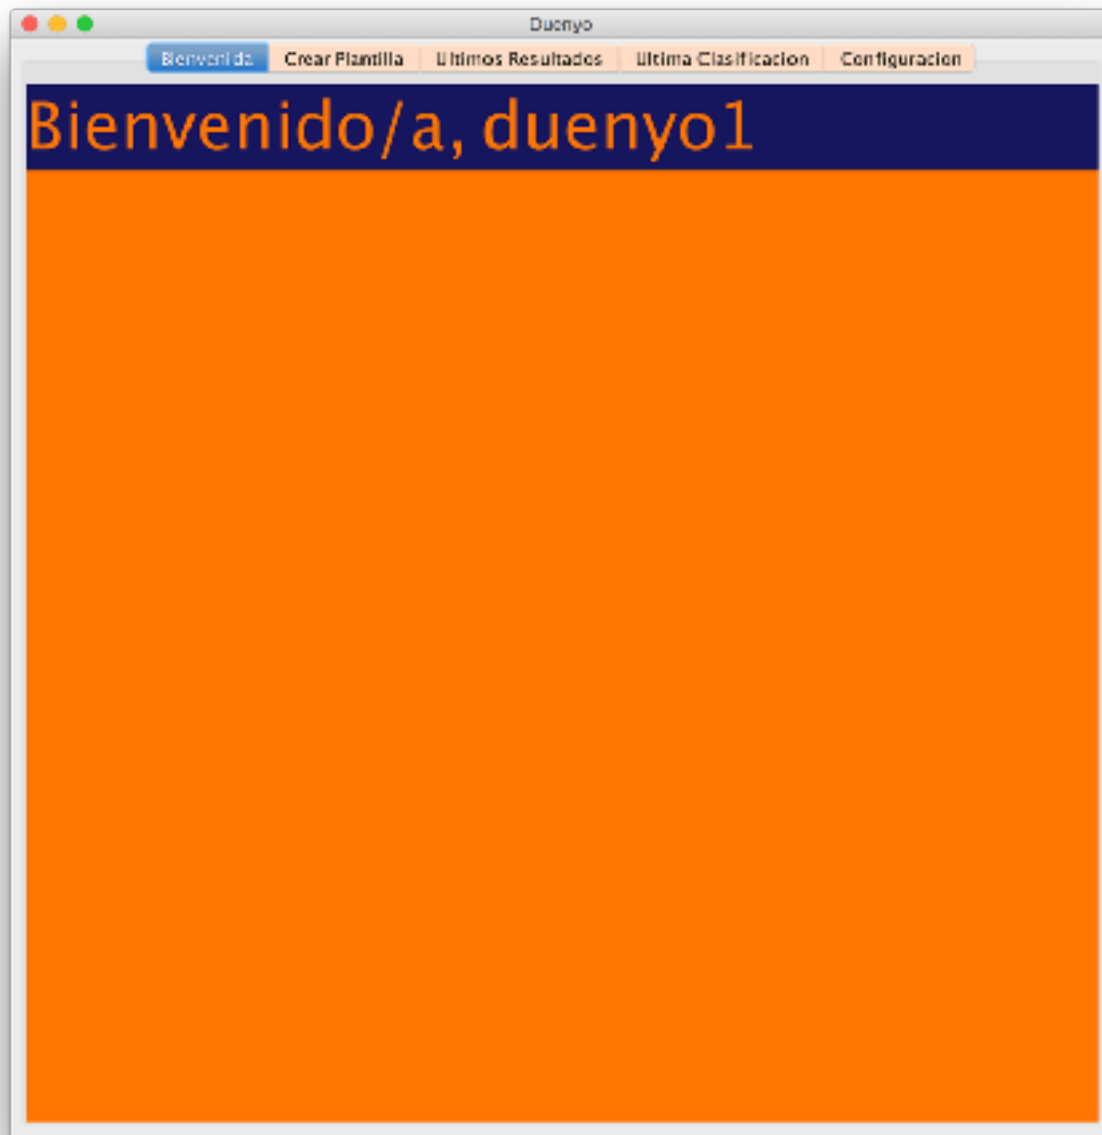 Duenyo
Bienvenida Crear Plantilla Ultimos Resultados Ultima Clasificacion Configuracion
Bienvenido/a, duenyo1